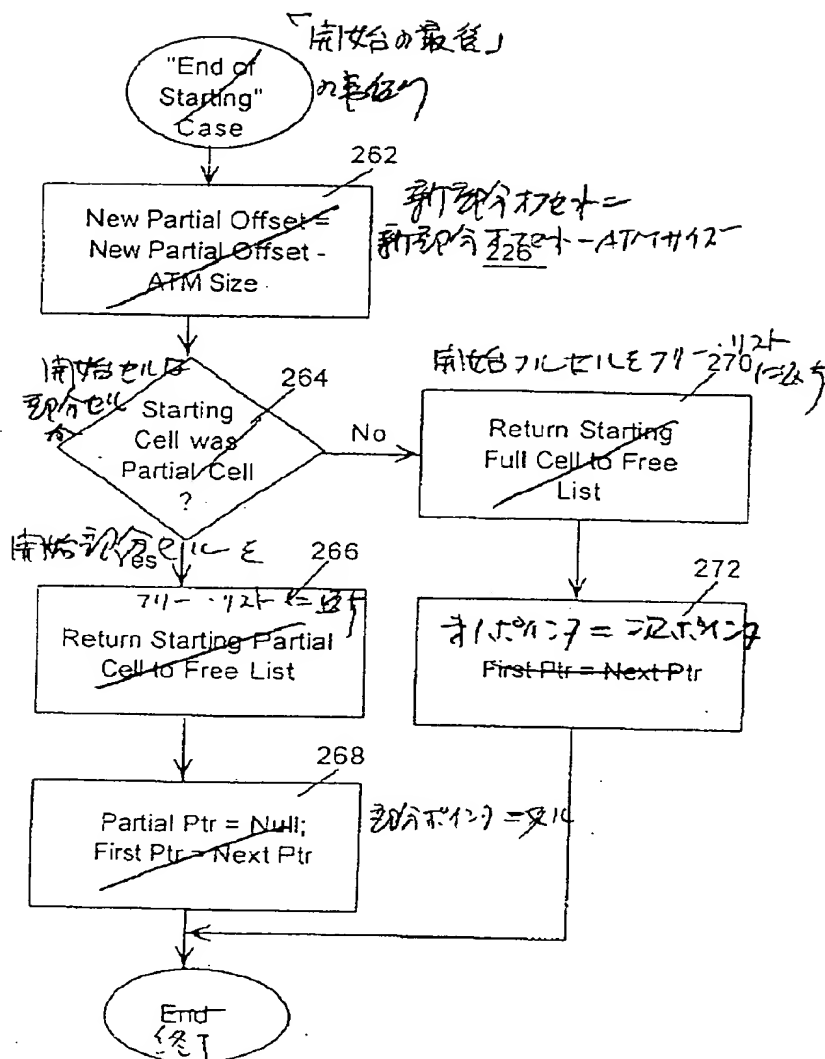 「開始の最後」
"End of
Starting"
Case
262
New Partial Offset =
New Partial Offset -
ATM Size
新部分オフセット=
新部分オフセット-ATMサイズ
226
開始セルは
部分セル
か
264
Starting
Cell was
Partial Cell
?
No
開始フルセルをフリー・リスト
に返す
270
Return Starting
Full Cell to Free
List
開始部分セルを
Yes
266
フリー・リストに返す
Return Starting Partial
Cell to Free List
272
オ1ポインタ=次ポインタ
First Ptr = Next Ptr
268
Partial Ptr = Null;
First Ptr = Next Ptr
部分ポインタ=ヌル
End
終了